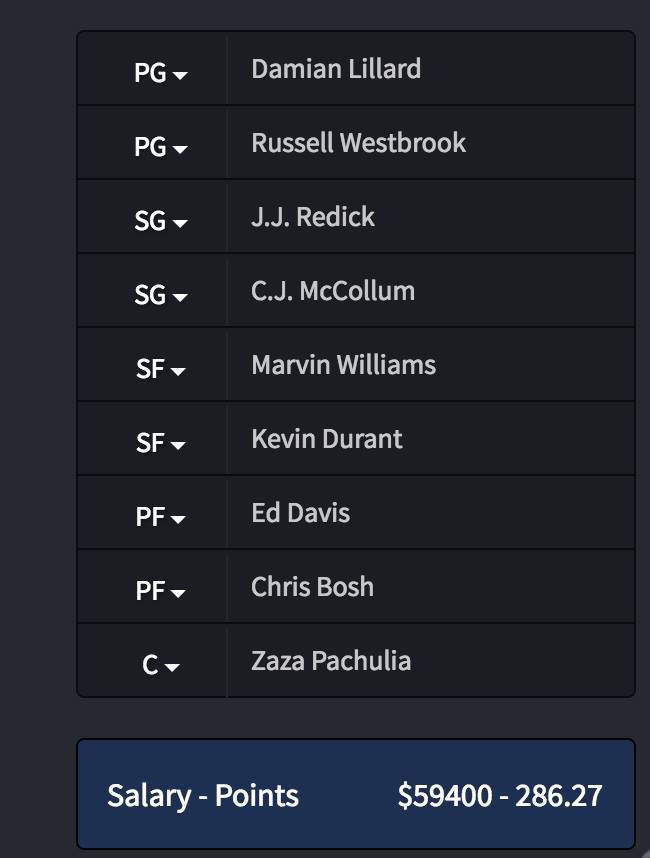 PG Damian Lillard
PG Russell Westbrook
SG J.J. Redick
SG C.J. McCollum
SF Marvin Williams
SF Kevin Durant
PF Ed Davis
PF Chris Bosh
C Zaza Pachulia
Salary - Points $59400 - 286.27